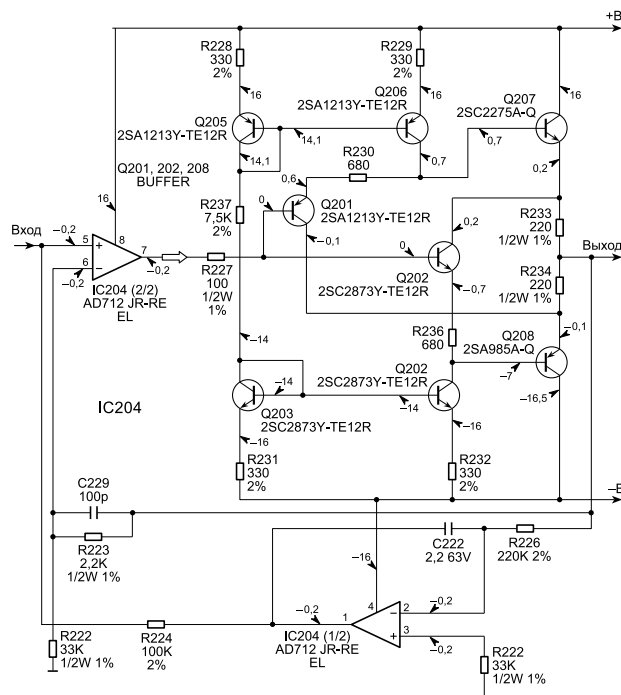 +B
R228
330
2%
R229
330
2%
16
16
16
Q205
2SA1213Y-TE12R
Q206
2SA1213Y-TE12R
Q207
2SC2275A-Q
14,1
14,1
0,7
0,7
0,2
R230
680
Q201, 202, 208
BUFFER
16
0,6
R237
7,5K
2%
0
Q201
2SA1213Y-TE12R
–0,1
0,2
R233
220
1/2W 1%
Вход
–0,2
5
+
8
7
6
–
–0,2
–0,2
IC204 (2/2)
AD712 JR-RE
EL
R227
100
1/2W
1%
0
Q202
2SC2873Y-TE12R
–0,7
Выход
R234
220
1/2W 1%
R236
680
Q208
2SA985A-Q
–0,1
–7
–16,5
–14
–14
Q203
2SC2873Y-TE12R
–16
Q202
2SC2873Y-TE12R
–14
–16
IC204
R231
330
2%
R232
330
2%
–B
C229
100p
R223
2,2K
1/2W 1%
C222
2,2 63V
R226
220K 2%
–16
–0,2
1
4
–
2
–0,2
+
3
–0,2
IC204 (1/2)
AD712 JR-RE
EL
R222
33K
1/2W 1%
R224
100K
2%
R222
33K
1/2W 1%